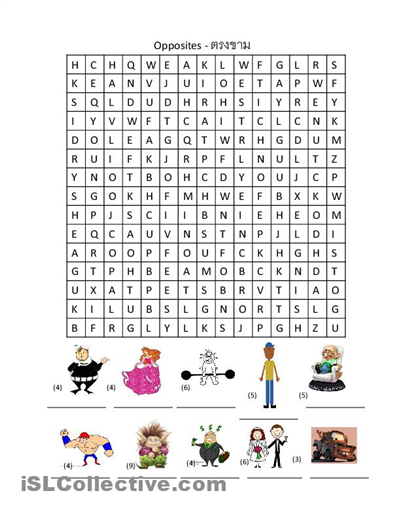 Opposites - ตรงข้าม
H C H Q W E A K L W F G L R S
K E A N V J U I O E T A P W F
S Q L D U D H R H S I Y R E Y
I Y V W F T C A I T C L C N K
D O L E A G Q T W R H G D U M
R U I F K J R P F L N U L T Z
Y N O T B O H C D Y O U J C P
S G O K H F M H W E F B X K W
H P J S C I I B N I E H E O M
E Q C A U V N S T N P J L D I
A R O O P F O U F C K H G H S
G T P H B E A M O B C K N D T
U X A T P E T S B R V T I A O
K I L U B S L G N O R T S L G
B F R G L Y L K S J P G H Z U
(4) (4) (6) (5) (5)
(4) (9) (4) (6) (3)
iSLCollective.com